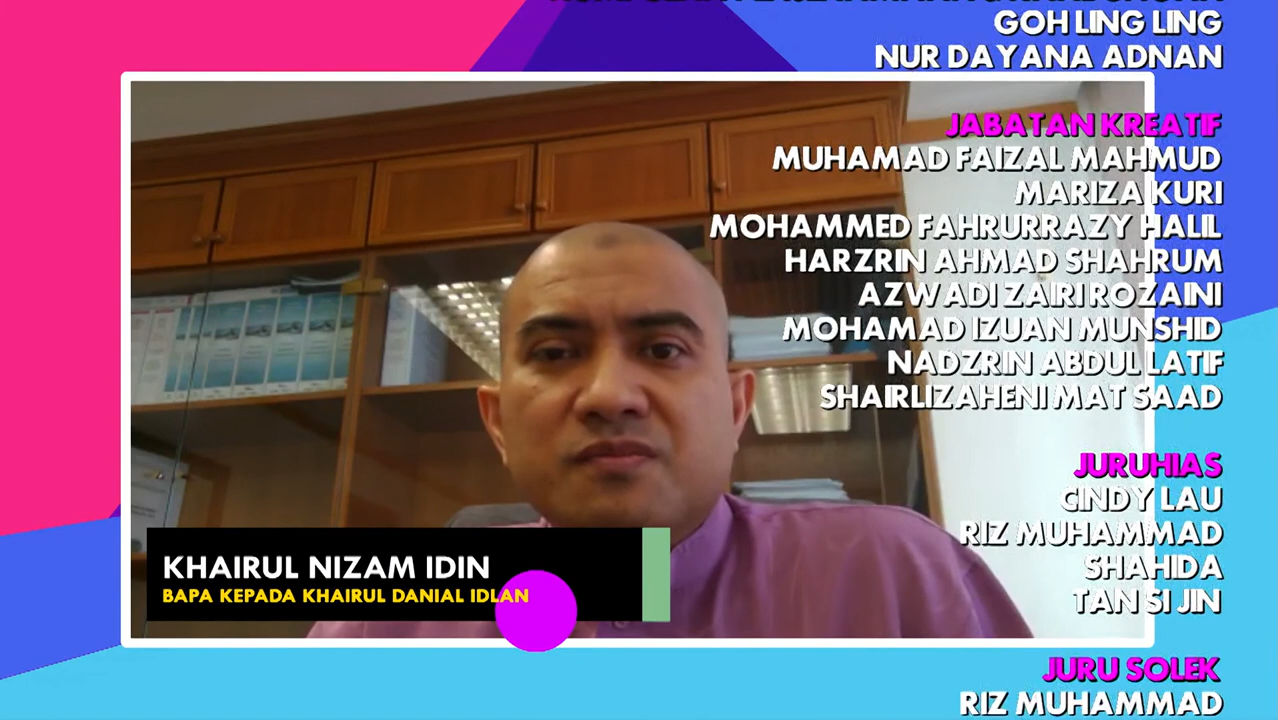 GOH LING LING
NUR DAYANA ADNAN
JABATAN KREATIF
MUHAMAD FAIZAL MAHMUD
MARIZA KURI
MOHAMMED FAHRURRAZY HALIL
HARZRIN AHMAD SHAHRUM
AZWADI ZAIRI ROZAINI
MOHAMAD IZUAN MUNSHID
NADZRIN ABDUL LATIF
SHAIRLIZAHENI MAT SAAD
JURUHIAS
CINDY LAU
RIZ MUHAMMAD
SHAHIDA
TAN SI JIN
JURU SOLEK
RIZ MUHAMMAD
KHAIRUL NIZAM IDIN
BAPA KEPADA KHAIRUL DANIAL IDLAN